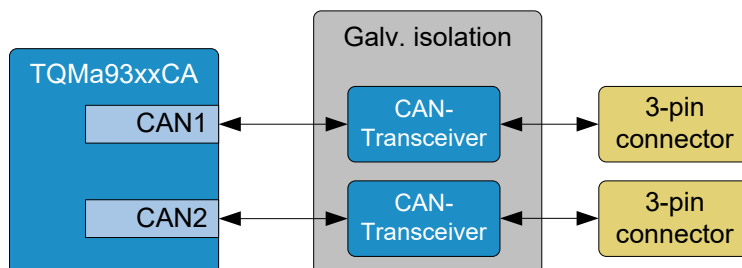 Galv. isolation
TQMa93xxCA
CAN1
CAN-
Transceiver
3-pin
connector
CAN2
CAN-
Transceiver
3-pin
connector